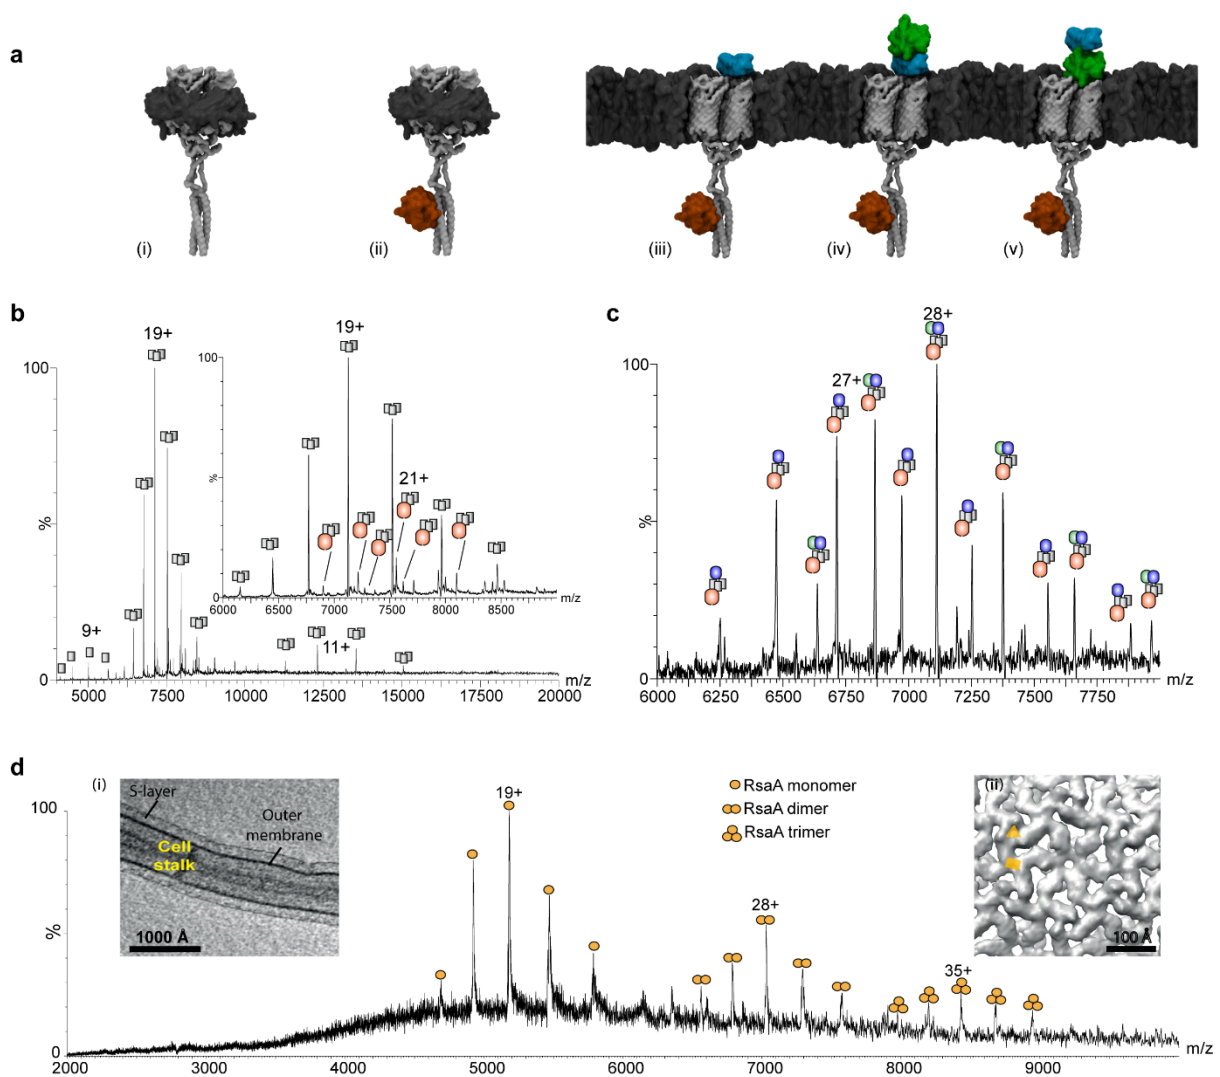 a
(i)
(ii)
(iii)
(iv)
(v)
b
19+
100
%
0
9+
11+
5000
7500
10000
12500
15000
17500
20000
m/z
19+
100
%
0
21+
6000
6500
7000
7500
8000
8500
m/z
c
28+
27+
100
%
0
6000
6250
6500
6750
7000
7250
7500
7750
m/z
d
(i)
S-layer
Outer
membrane
Cell
stalk
1000 Å
19+
RsaA monomer
RsaA dimer
RsaA trimer
(ii)
100 Å
28+
35+
100
%
0
2000
3000
4000
5000
6000
7000
8000
9000
m/z